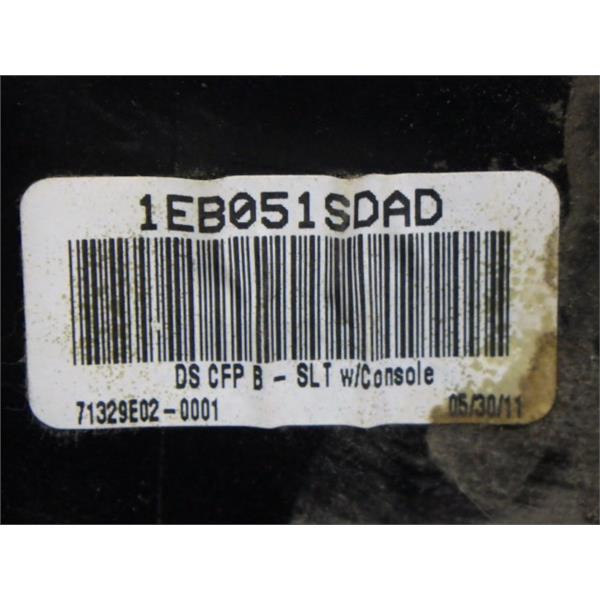 1EB051SDAD
DS CFP B - SLT w/Console
71329E02-0001 05/30/11